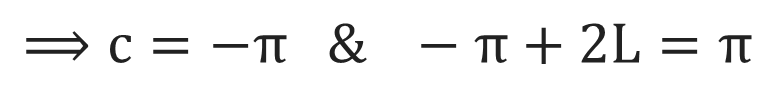 ⟹ c = −π & − π + 2L = π